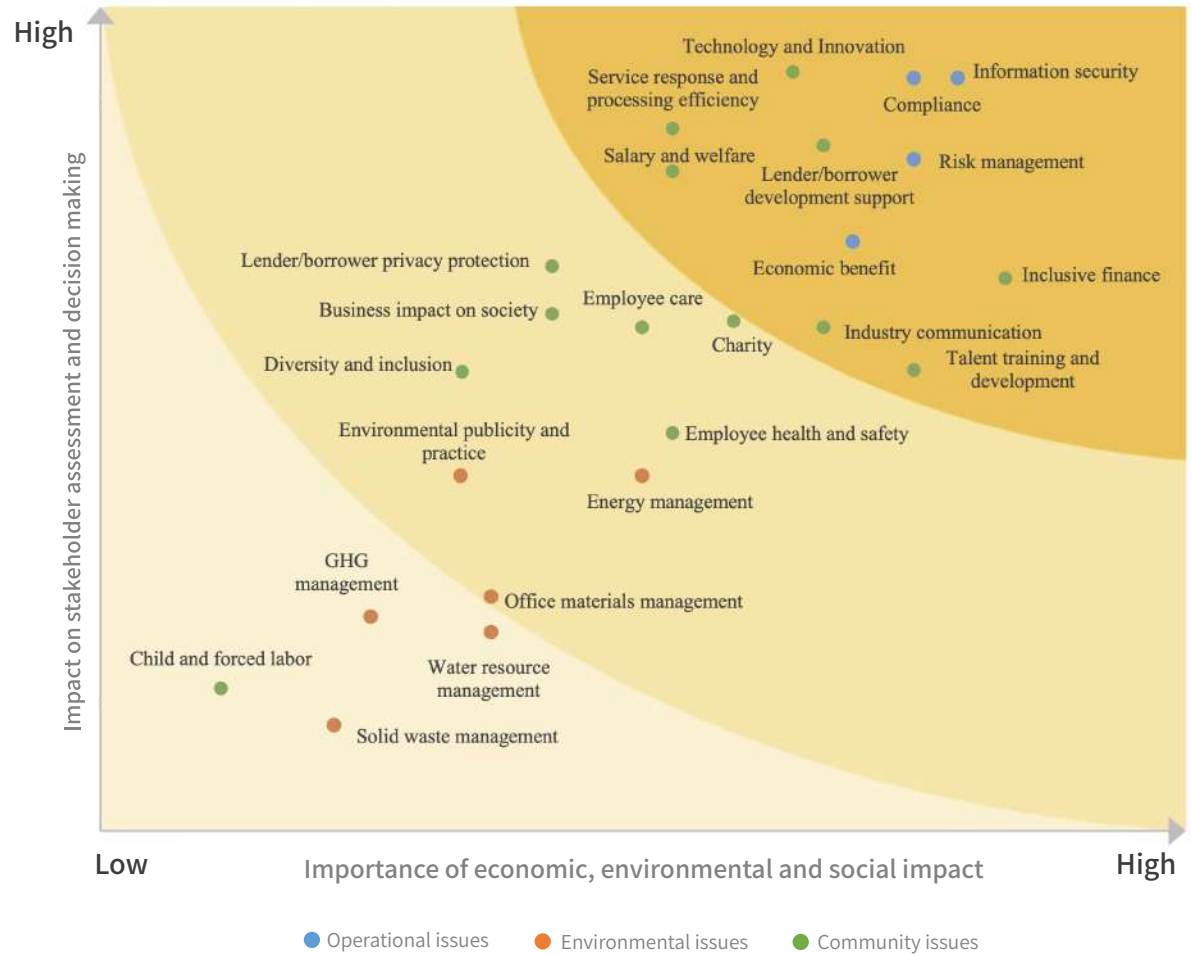 High
Impact on stakeholder assessment and decision making
Technology and Innovation
Service response and
processing efficiency
Information security
Compliance
Salary and welfare
Risk management
Lender/borrower
development support
Lender/borrower privacy protection
Economic benefit
Inclusive finance
Business impact on society
Employee care
Charity
Industry communication
Diversity and inclusion
Talent training and
development
Environmental publicity and
practice
Employee health and safety
Energy management
GHG
management
Office materials management
Child and forced labor
Water resource
management
Solid waste management
Low
Importance of economic, environmental and social impact
High
Operational issues
Environmental issues
Community issues